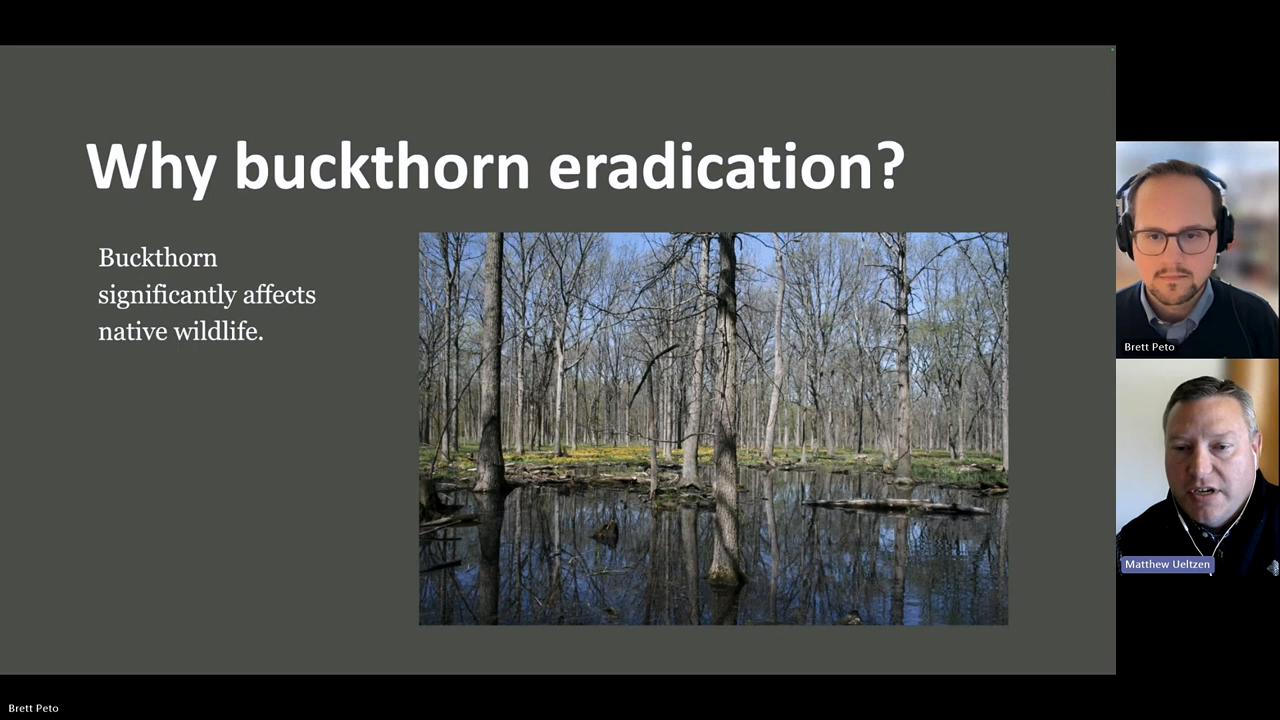 Why buckthorn eradication?
Buckthorn
significantly affects
native wildlife.
Brett Peto
Matthew Ueltzen
Brett Peto